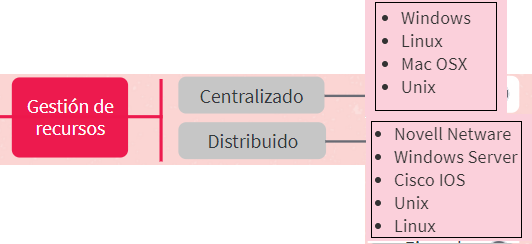 Gestión de
recursos
Centralizado
• Windows
• Linux
• Mac OSX
• Unix
Distribuido
• Novell Netware
• Windows Server
• Cisco IOS
• Unix
• Linux